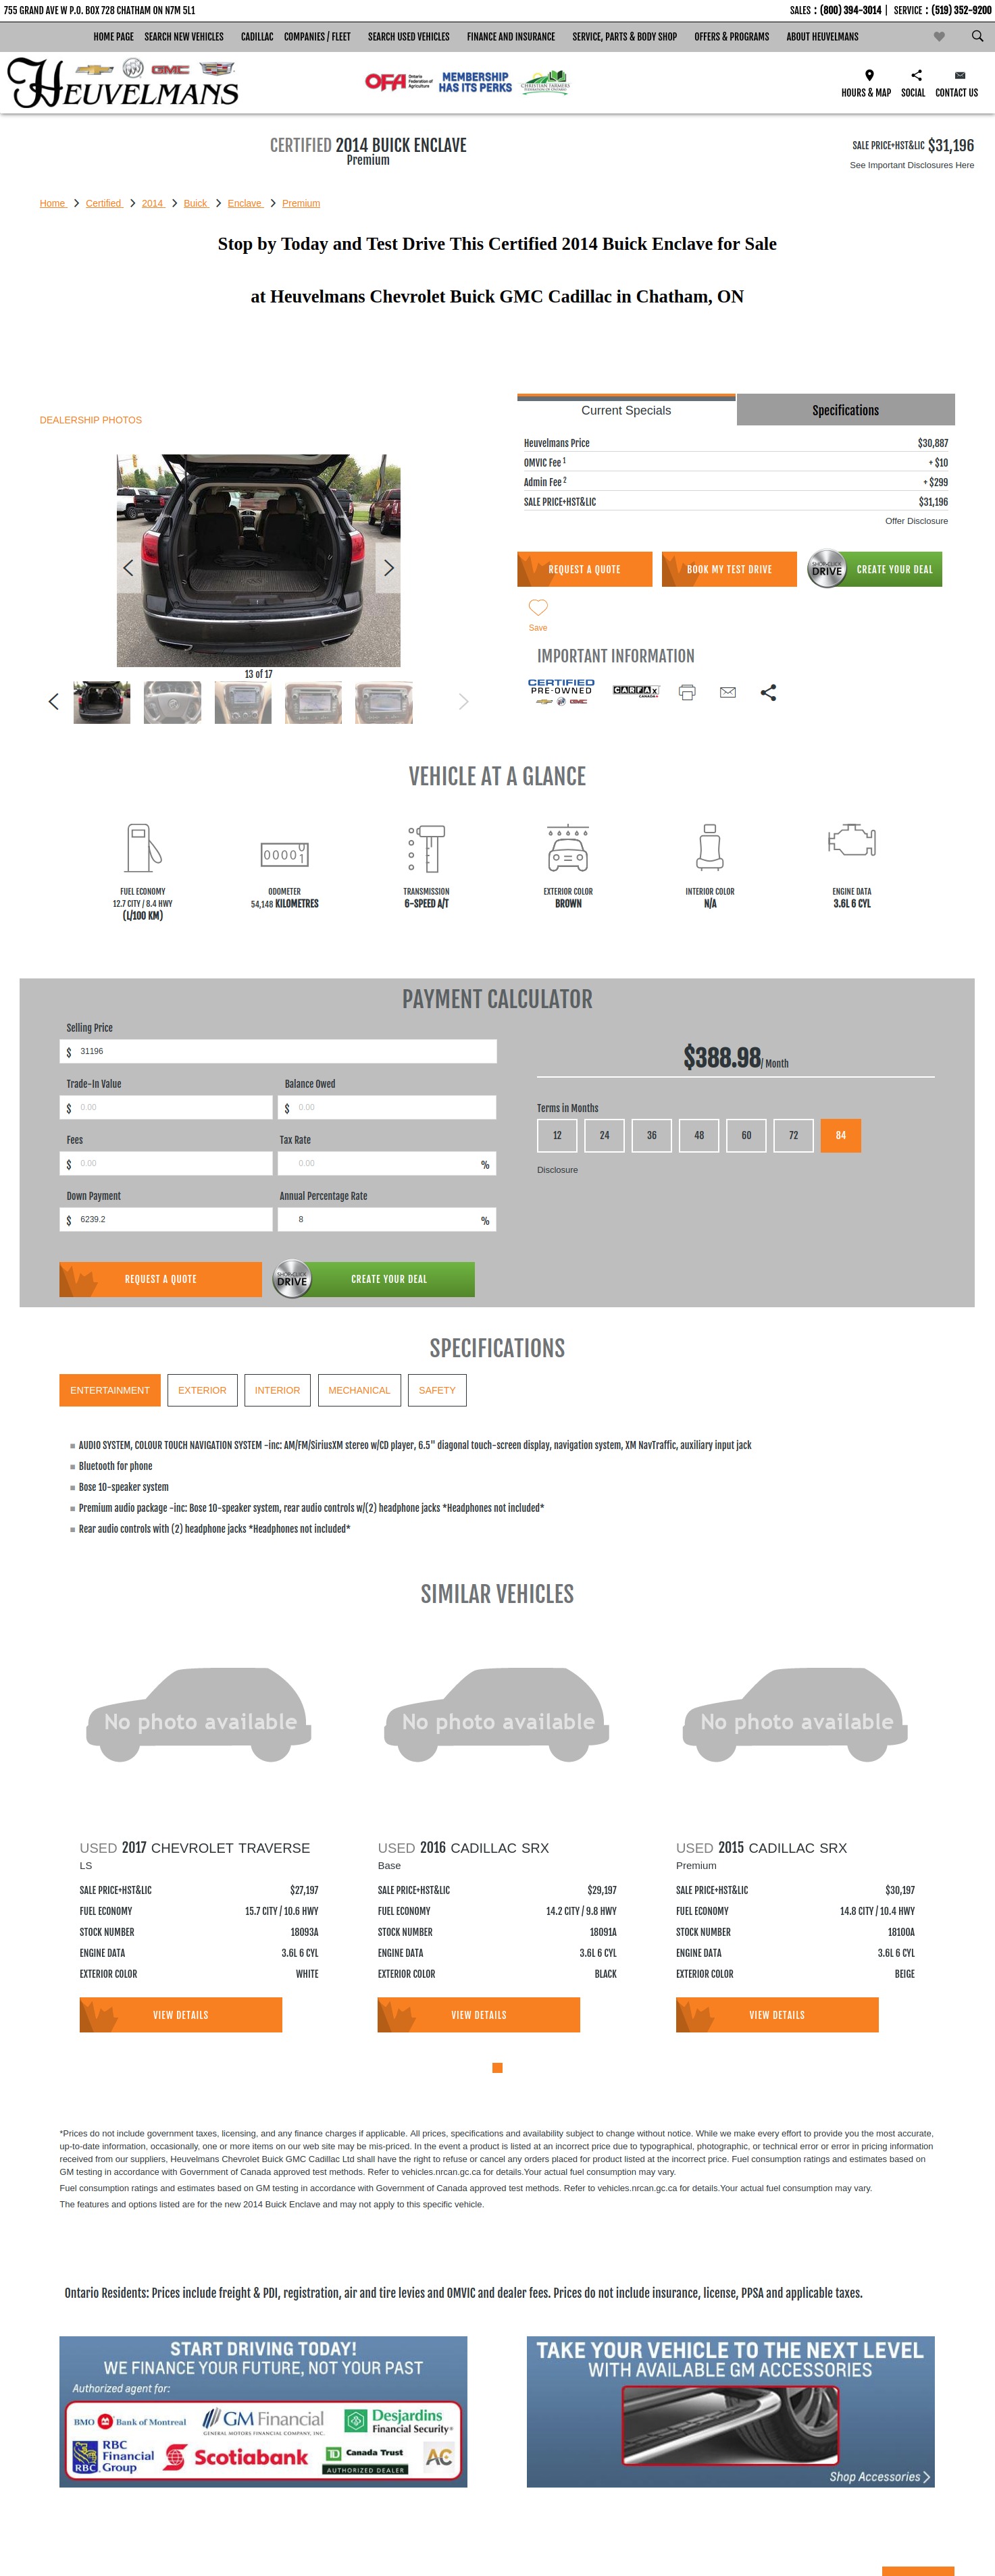 755 GRAND AVE W P.O. BOX 728 CHATHAM ON N7M 5L1
SALES : (800) 394-3014 | SERVICE : (519) 352-9200
HOME PAGE SEARCH NEW VEHICLES CADILLAC COMPANIES / FLEET SEARCH USED VEHICLES FINANCE AND INSURANCE SERVICE, PARTS & BODY SHOP OFFERS & PROGRAMS ABOUT HEUVELMANS
HEUVELMANS
GMC
OFA Ontario Federation of Agriculture
MEMBERSHIP HAS ITS PERKS
CHRISTIAN FARMERS
HOURS & MAP SOCIAL CONTACT US
CERTIFIED 2014 BUICK ENCLAVE
Premium
SALE PRICE+HST&LIC $31,196
See Important Disclosures Here
Home Certified 2014 Buick Enclave Premium
Stop by Today and Test Drive This Certified 2014 Buick Enclave for Sale
at Heuvelmans Chevrolet Buick GMC Cadillac in Chatham, ON
DEALERSHIP PHOTOS
13 of 17
Current Specials Specifications
Heuvelmans Price $30,887
OMVIC Fee 1 + $10
Admin Fee 2 + $299
SALE PRICE+HST&LIC $31,196
Offer Disclosure
REQUEST A QUOTE BOOK MY TEST DRIVE SHOP·CLICK DRIVE CREATE YOUR DEAL
Save
IMPORTANT INFORMATION
CERTIFIED PRE-OWNED GMC
CARFAX CANADA
VEHICLE AT A GLANCE
FUEL ECONOMY
12.7 CITY / 8.4 HWY
(L/100 KM)
ODOMETER
54,148 KILOMETRES
TRANSMISSION
6-SPEED A/T
EXTERIOR COLOR
BROWN
INTERIOR COLOR
N/A
ENGINE DATA
3.6L 6 CYL
PAYMENT CALCULATOR
Selling Price
$ 31196
Trade-In Value Balance Owed
$ 0.00 $ 0.00
Fees Tax Rate
$ 0.00 0.00 %
Down Payment Annual Percentage Rate
$ 6239.2 8 %
$388.98 / Month
Terms in Months
12 24 36 48 60 72 84
Disclosure
REQUEST A QUOTE SHOP·CLICK DRIVE CREATE YOUR DEAL
SPECIFICATIONS
ENTERTAINMENT EXTERIOR INTERIOR MECHANICAL SAFETY
AUDIO SYSTEM, COLOUR TOUCH NAVIGATION SYSTEM -inc: AM/FM/SiriusXM stereo w/CD player, 6.5" diagonal touch-screen display, navigation system, XM NavTraffic, auxiliary input jack
Bluetooth for phone
Bose 10-speaker system
Premium audio package -inc: Bose 10-speaker system, rear audio controls w/(2) headphone jacks *Headphones not included*
Rear audio controls with (2) headphone jacks *Headphones not included*
SIMILAR VEHICLES
No photo available No photo available No photo available
USED 2017 CHEVROLET TRAVERSE
LS
SALE PRICE+HST&LIC $27,197
FUEL ECONOMY 15.7 CITY / 10.6 HWY
STOCK NUMBER 18093A
ENGINE DATA 3.6L 6 CYL
EXTERIOR COLOR WHITE
VIEW DETAILS
USED 2016 CADILLAC SRX
Base
SALE PRICE+HST&LIC $29,197
FUEL ECONOMY 14.2 CITY / 9.8 HWY
STOCK NUMBER 18091A
ENGINE DATA 3.6L 6 CYL
EXTERIOR COLOR BLACK
VIEW DETAILS
USED 2015 CADILLAC SRX
Premium
SALE PRICE+HST&LIC $30,197
FUEL ECONOMY 14.8 CITY / 10.4 HWY
STOCK NUMBER 18100A
ENGINE DATA 3.6L 6 CYL
EXTERIOR COLOR BEIGE
VIEW DETAILS
*Prices do not include government taxes, licensing, and any finance charges if applicable. All prices, specifications and availability subject to change without notice. While we make every effort to provide you the most accurate,
up-to-date information, occasionally, one or more items on our web site may be mis-priced. In the event a product is listed at an incorrect price due to typographical, photographic, or technical error or error in pricing information
received from our suppliers, Heuvelmans Chevrolet Buick GMC Cadillac Ltd shall have the right to refuse or cancel any orders placed for product listed at the incorrect price. Fuel consumption ratings and estimates based on
GM testing in accordance with Government of Canada approved test methods. Refer to vehicles.nrcan.gc.ca for details.Your actual fuel consumption may vary.
Fuel consumption ratings and estimates based on GM testing in accordance with Government of Canada approved test methods. Refer to vehicles.nrcan.gc.ca for details.Your actual fuel consumption may vary.
The features and options listed are for the new 2014 Buick Enclave and may not apply to this specific vehicle.
Ontario Residents: Prices include freight & PDI, registration, air and tire levies and OMVIC and dealer fees. Prices do not include insurance, license, PPSA and applicable taxes.
START DRIVING TODAY!
WE FINANCE YOUR FUTURE, NOT YOUR PAST
Authorized agent for:
BMO Bank of Montreal
GM Financial
GENERAL MOTORS FINANCIAL COMPANY, INC.
Desjardins Financial Security
RBC Financial Group
RBC
Scotiabank
TD Canada Trust
AUTHORIZED DEALER
AC
TAKE YOUR VEHICLE TO THE NEXT LEVEL
WITH AVAILABLE GM ACCESSORIES
Shop Accessories